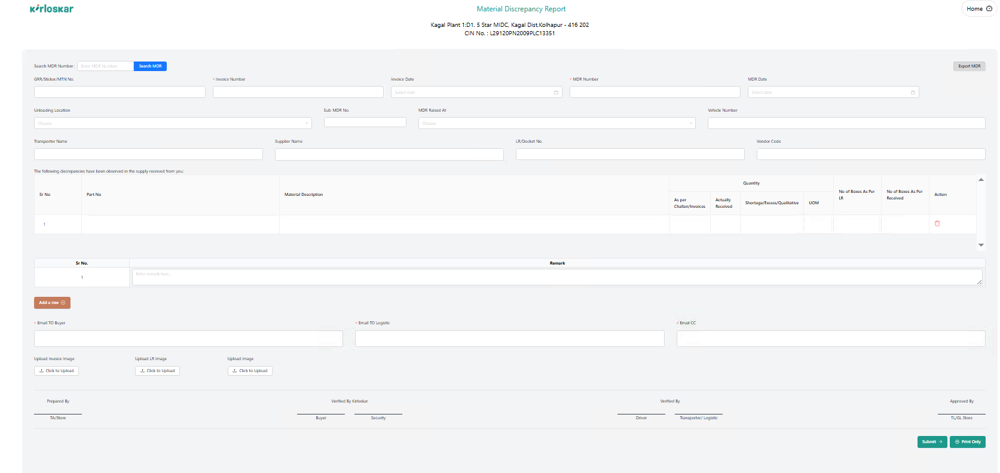 Kirloskar
Material Discrepancy Report
Home
Kagal Plant 1:D1. 5 Star MIDC, Kagal Dist.Kolhapur - 416 202
CIN No. : L29120PN2009PLC13351
Search MDR Number:
Enter MDR Number
Search MDR
Export MDR
GRR/Sticker/MTN No.
* Invoice Number
Invoice Date
* MDR Number
MDR Date
Select date
Select date
Unloading Location
Sub-MDR No.
MDR Raised At
Vehicle Number
Choose
Choose
Transporter Name
Supplier Name
LR/Docket No.
Vendor Code
The following discrepancies have been observed in the supply received from you:
Sr No
Part No
Material Description
Quantity
As per Challan/Invoices
Actually Received
Shortage/Excess/Qualitative
UOM
No of Boxes As Per LR
No of Boxes As Per Received
Action
1
Sr No.
Remark
1
Enter remark here...
Add a row
* Email TO Buyer
* Email TO Logistic
* Email CC
Upload Invoice Image
Upload LR Image
Upload Image
Click to Upload
Click to Upload
Click to Upload
Prepared By
Verified By Kirloskar
Verified By
Approved By
TA/Store
Buyer
Security
Driver
Transporter/ Logistic
TL/GL Store
Submit
Print Only